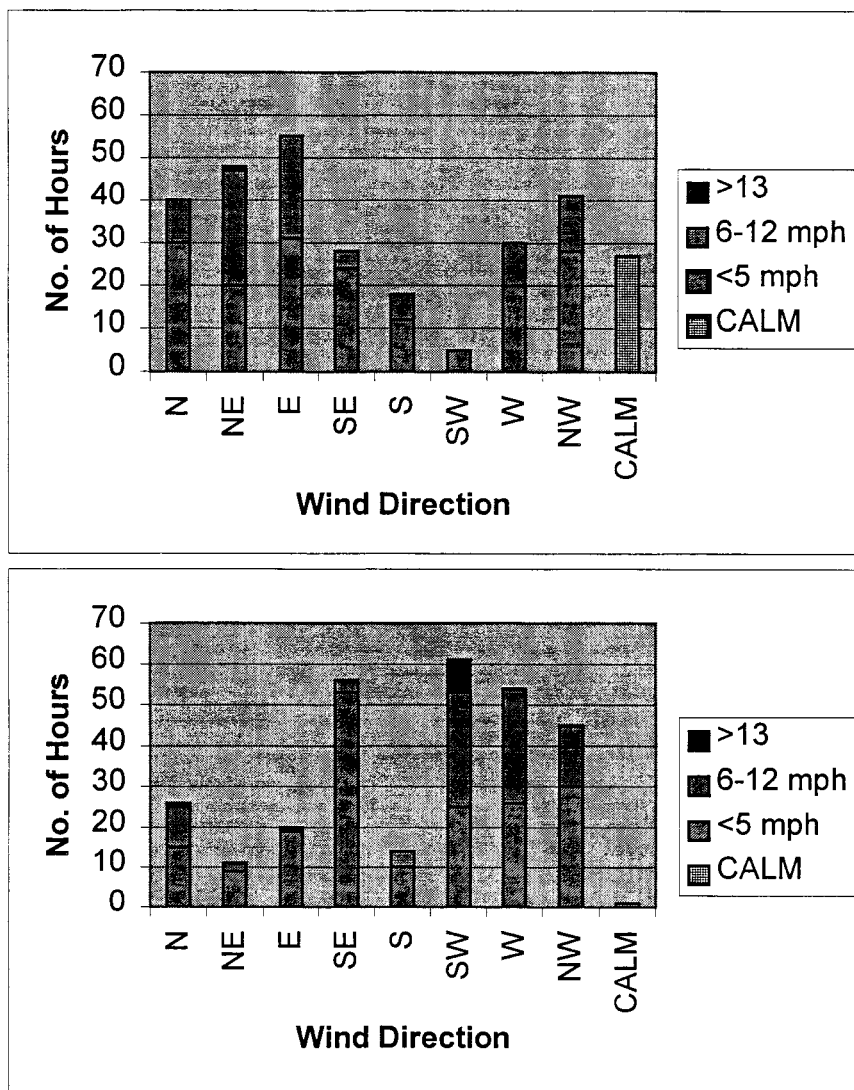 70
60
50
40
30
20
10
0
No. of Hours
N
NE
E
SE
S
SW
W
NW
CALM
Wind Direction
>13
6-12 mph
<5 mph
CALM
70
60
50
40
30
20
10
0
No. of Hours
N
NE
E
SE
S
SW
W
NW
CALM
Wind Direction
>13
6-12 mph
<5 mph
CALM